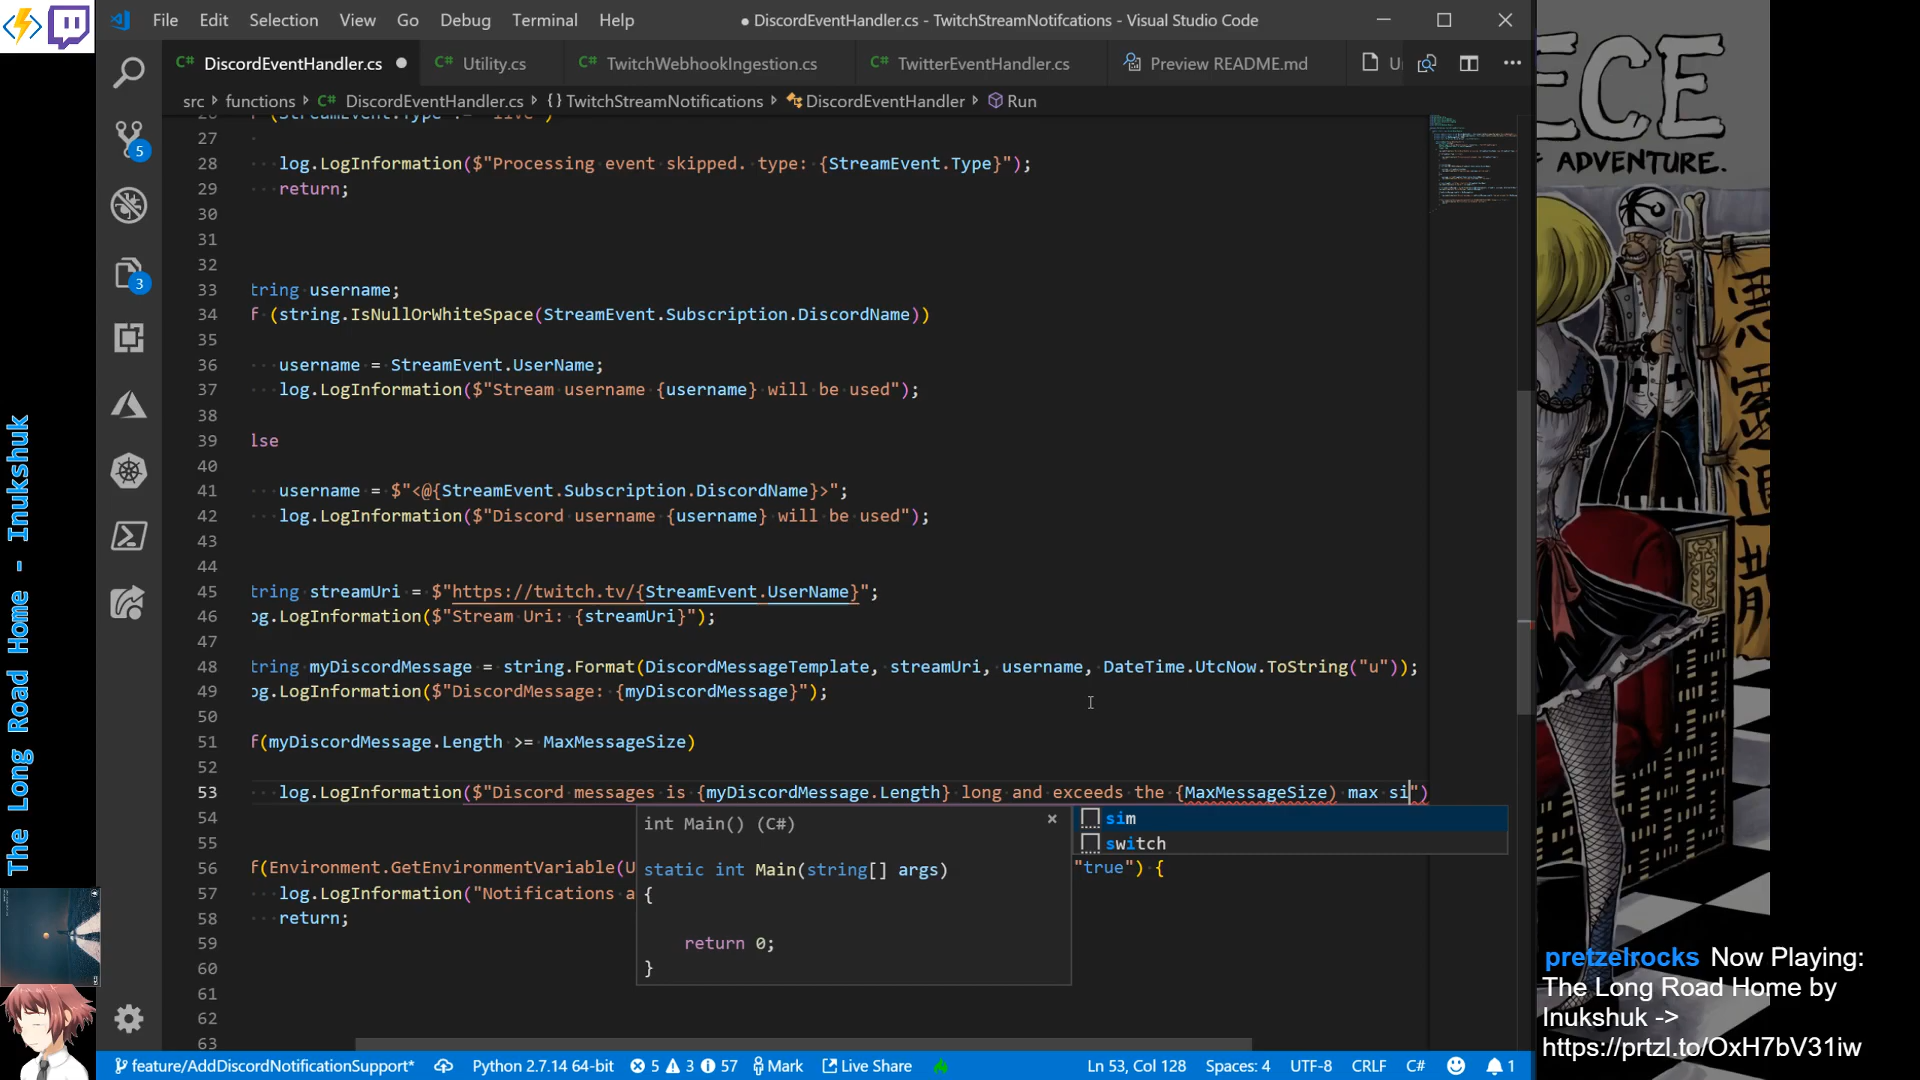 File Edit Selection View Go Debug Terminal Help
● DiscordEventHandler.cs - TwitchStreamNotifcations - Visual Studio Code
C# DiscordEventHandler.cs ● C# Utility.cs C# TwitchWebhookIngestion.cs C# TwitterEventHandler.cs Preview README.md
src > functions > C# DiscordEventHandler.cs > {} TwitchStreamNotifications > DiscordEventHandler > Run
27
28 log.LogInformation($"Processing event skipped. type: {StreamEvent.Type}");
29 return;
30
31
32
33 tring username;
34 f (string.IsNullOrWhiteSpace(StreamEvent.Subscription.DiscordName))
35
36 username = StreamEvent.UserName;
37 log.LogInformation($"Stream username {username} will be used");
38
39 lse
40
41 username = $"<@{StreamEvent.Subscription.DiscordName}>";
42 log.LogInformation($"Discord username {username} will be used");
43
44
45 tring streamUri = $"https://twitch.tv/{StreamEvent.UserName}";
46 og.LogInformation($"Stream Uri: {streamUri}");
47
48 tring myDiscordMessage = string.Format(DiscordMessageTemplate, streamUri, username, DateTime.UtcNow.ToString("u"));
49 og.LogInformation($"DiscordMessage: {myDiscordMessage}");
50
51 f(myDiscordMessage.Length >= MaxMessageSize)
52
53 log.LogInformation($"Discord messages is {myDiscordMessage.Length} long and exceeds the {MaxMessageSize) max si")
54
55
56 f(Environment.GetEnvironmentVariable(U "true") {
57 log.LogInformation("Notifications a
58 return;
59
60
61
62
63
int Main() (C#) ×
static int Main(string[] args)
{
return 0;
}
sim
switch
5
3
feature/AddDiscordNotificationSupport* Python 2.7.14 64-bit 5 3 57 Mark Live Share Ln 53, Col 128 Spaces: 4 UTF-8 CRLF C# 1
The Long Road Home - Inukshuk
ECE
ADVENTURE.
pretzelrocks Now Playing:
The Long Road Home by
Inukshuk ->
https://prtzl.to/OxH7bV31iw